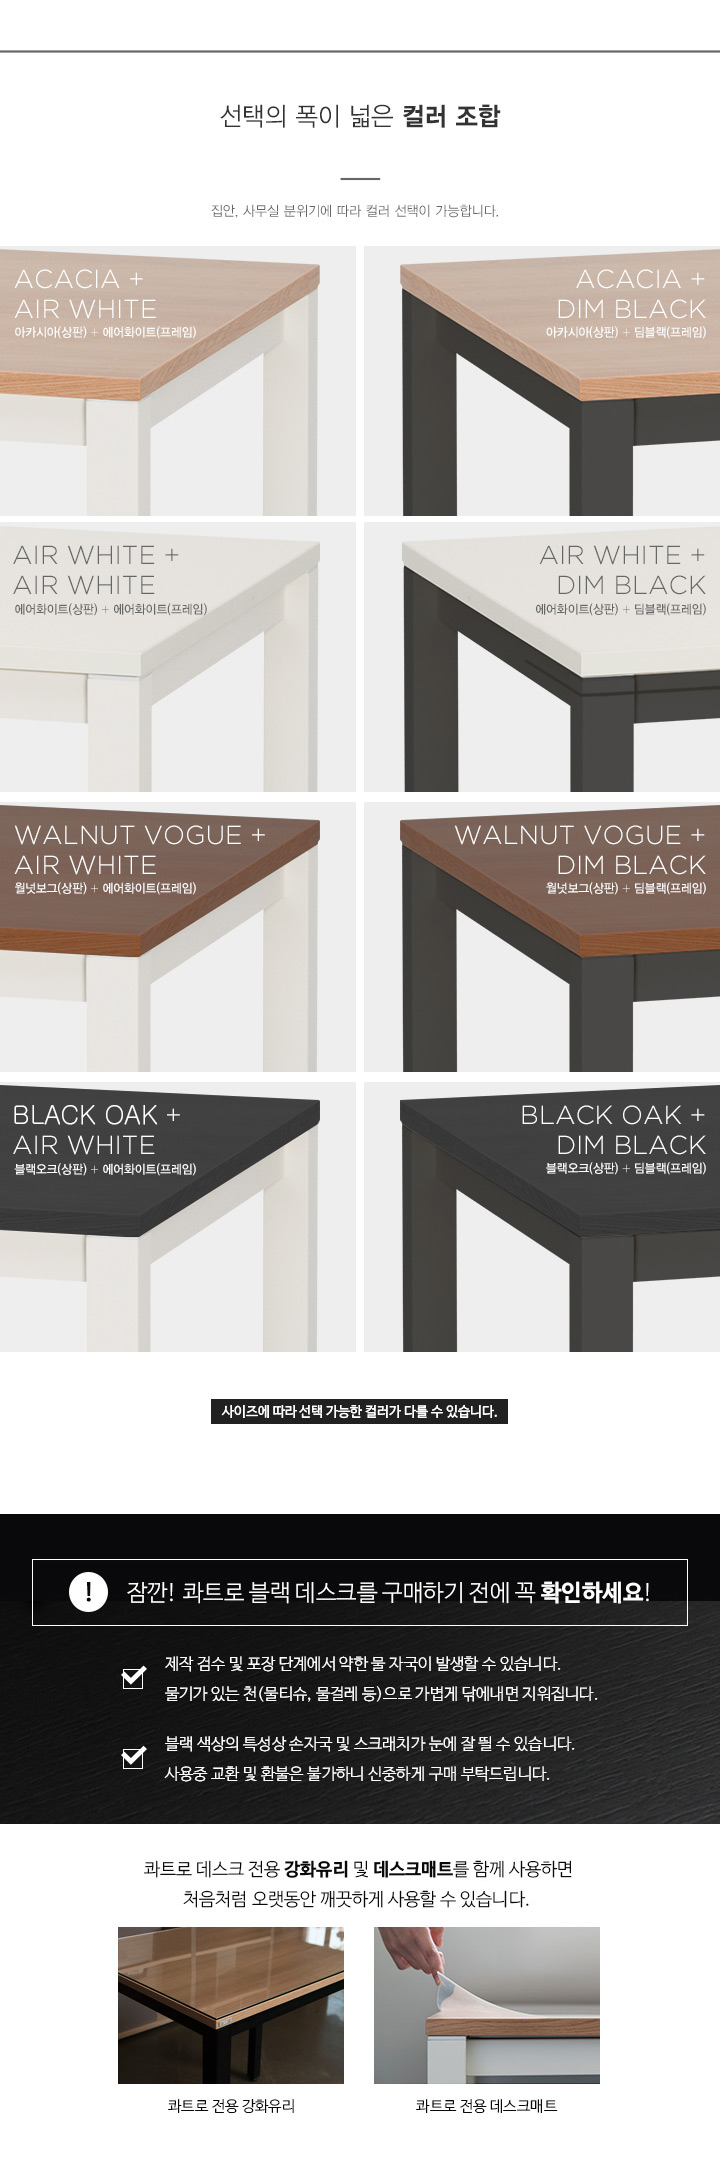 선택의 폭이 넓은 컬러 조합
집안, 사무실 분위기에 따라 컬러 선택이 가능합니다.
ACACIA +
AIR WHITE
아카시아(상판) + 에어화이트(프레임)
ACACIA +
DIM BLACK
아카시아(상판) + 딤블랙(프레임)
AIR WHITE +
AIR WHITE
에어화이트(상판) + 에어화이트(프레임)
AIR WHITE +
DIM BLACK
에어화이트(상판) + 딤블랙(프레임)
WALNUT VOGUE +
AIR WHITE
월넛보그(상판) + 에어화이트(프레임)
WALNUT VOGUE +
DIM BLACK
월넛보그(상판) + 딤블랙(프레임)
BLACK OAK +
AIR WHITE
블랙오크(상판) + 에어화이트(프레임)
BLACK OAK +
DIM BLACK
블랙오크(상판) + 딤블랙(프레임)
사이즈에 따라 선택 가능한 컬러가 다를 수 있습니다.
! 잠깐! 콰트로 블랙 데스크를 구매하기 전에 꼭 확인하세요!
제작 검수 및 포장 단계에서 약한 물 자국이 발생할 수 있습니다.
물기가 있는 천(물티슈, 물걸레 등)으로 가볍게 닦에내면 지워집니다.
블랙 색상의 특성상 손자국 및 스크래치가 눈에 잘 띌 수 있습니다.
사용중 교환 및 환불은 불가하니 신중하게 구매 부탁드립니다.
콰트로 데스크 전용 강화유리 및 데스크매트를 함께 사용하면
처음처럼 오랫동안 깨끗하게 사용할 수 있습니다.
콰트로 전용 강화유리
콰트로 전용 데스크매트